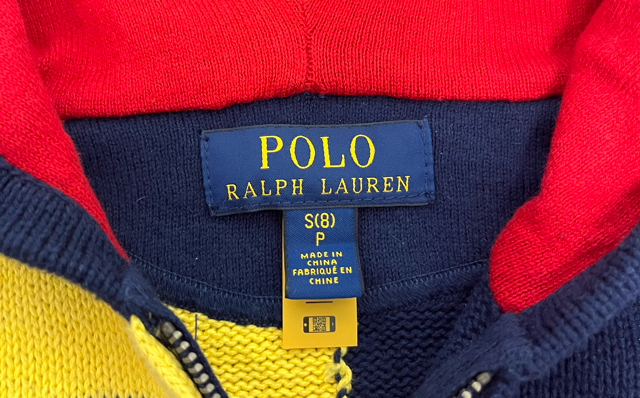 POLO
RALPH LAUREN
S(8)
P
MADE IN
CHINA
FABRIQUÉ EN
CHINE